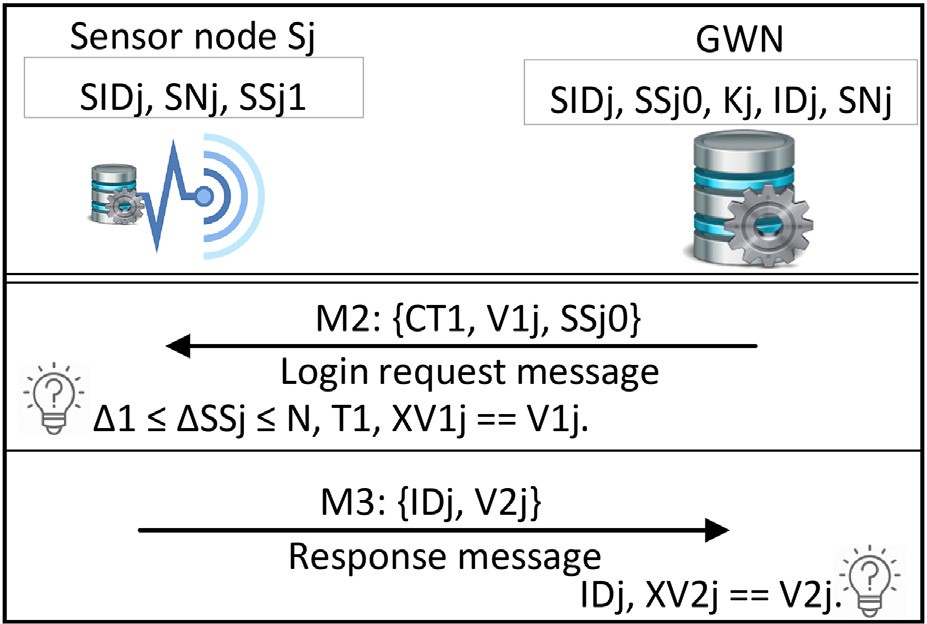 Sensor node Sj
SIDj, SNj, SSj1
GWN
SIDj, SSj0, Kj, IDj, SNj
M2: {CT1, V1j, SSj0}
Login request message
? Δ1 ≤ ΔSSj ≤ N, T1, XV1j == V1j.
M3: {IDj, V2j}
Response message
IDj, XV2j == V2j. ?